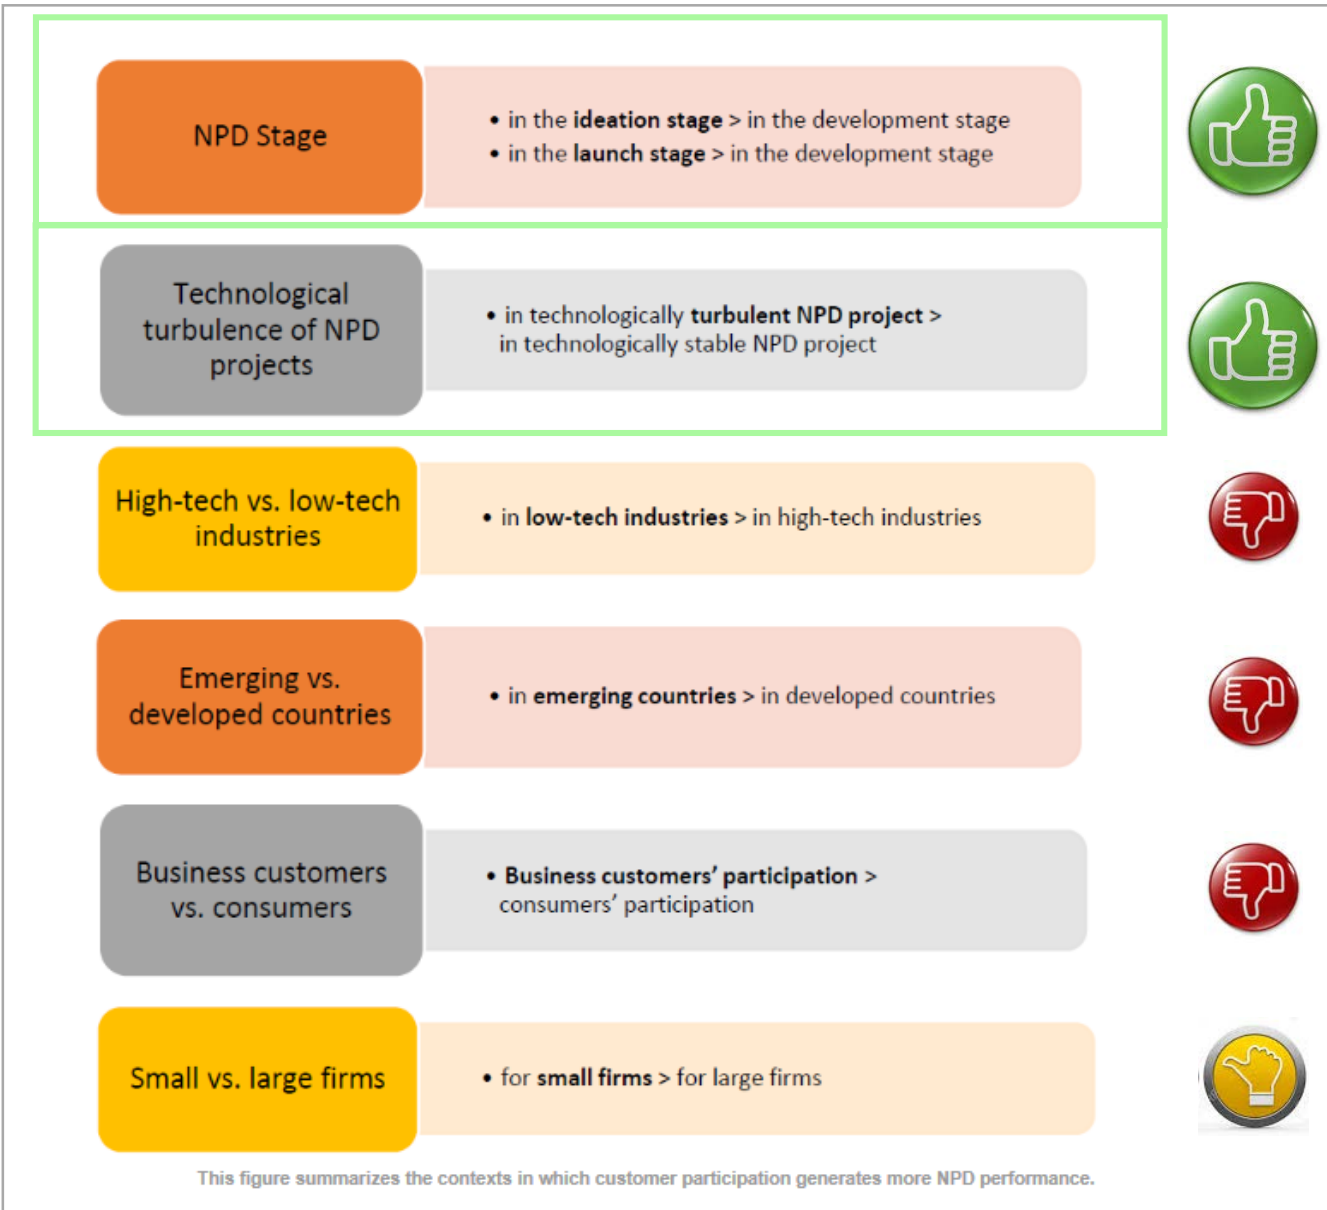 NPD Stage
• in the ideation stage > in the development stage
• in the launch stage > in the development stage
Technological
turbulence of NPD
projects
• in technologically turbulent NPD project >
in technologically stable NPD project
High-tech vs. low-tech
industries
• in low-tech industries > in high-tech industries
Emerging vs.
developed countries
• in emerging countries > in developed countries
Business customers
vs. consumers
• Business customers’ participation >
consumers’ participation
Small vs. large firms
• for small firms > for large firms
This figure summarizes the contexts in which customer participation generates more NPD performance.